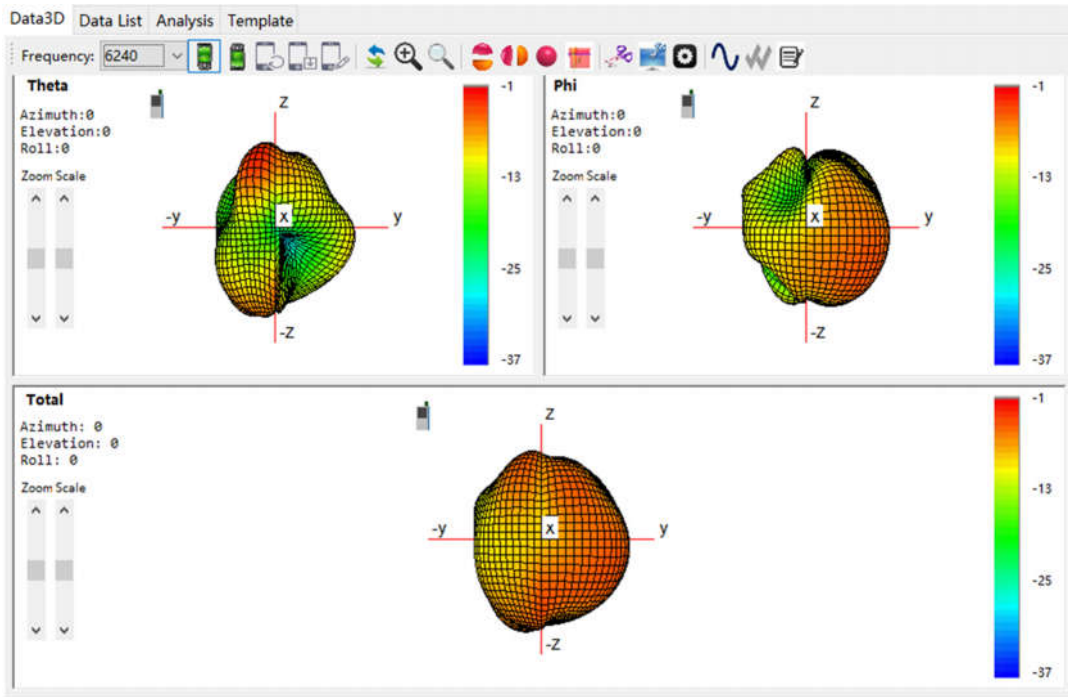 Data3D Data List Analysis Template
Frequency: 6240
Theta
Azimuth:0
Elevation:0
Roll:0
Zoom Scale
Z
-y
x
y
-Z
-1
-13
-25
-37
Phi
Azimuth:0
Elevation:0
Roll:0
Zoom Scale
Z
-y
x
y
-Z
-1
-13
-25
-37
Total
Azimuth: 0
Elevation: 0
Roll: 0
Zoom Scale
Z
-y
x
y
-Z
-1
-13
-25
-37